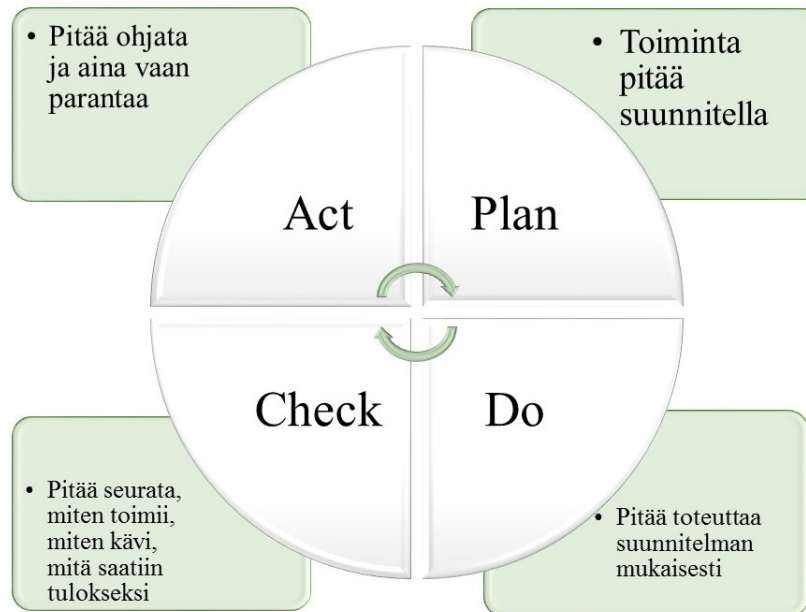 • Pitää ohjata
ja aina vaan
parantaa
• Toiminta
pitää
suunnitella
Act
Plan
Check
Do
• Pitää seurata,
miten toimii,
miten kävi,
mitä saatiin
tulokseksi
• Pitää toteuttaa
suunnitelman
mukaisesti